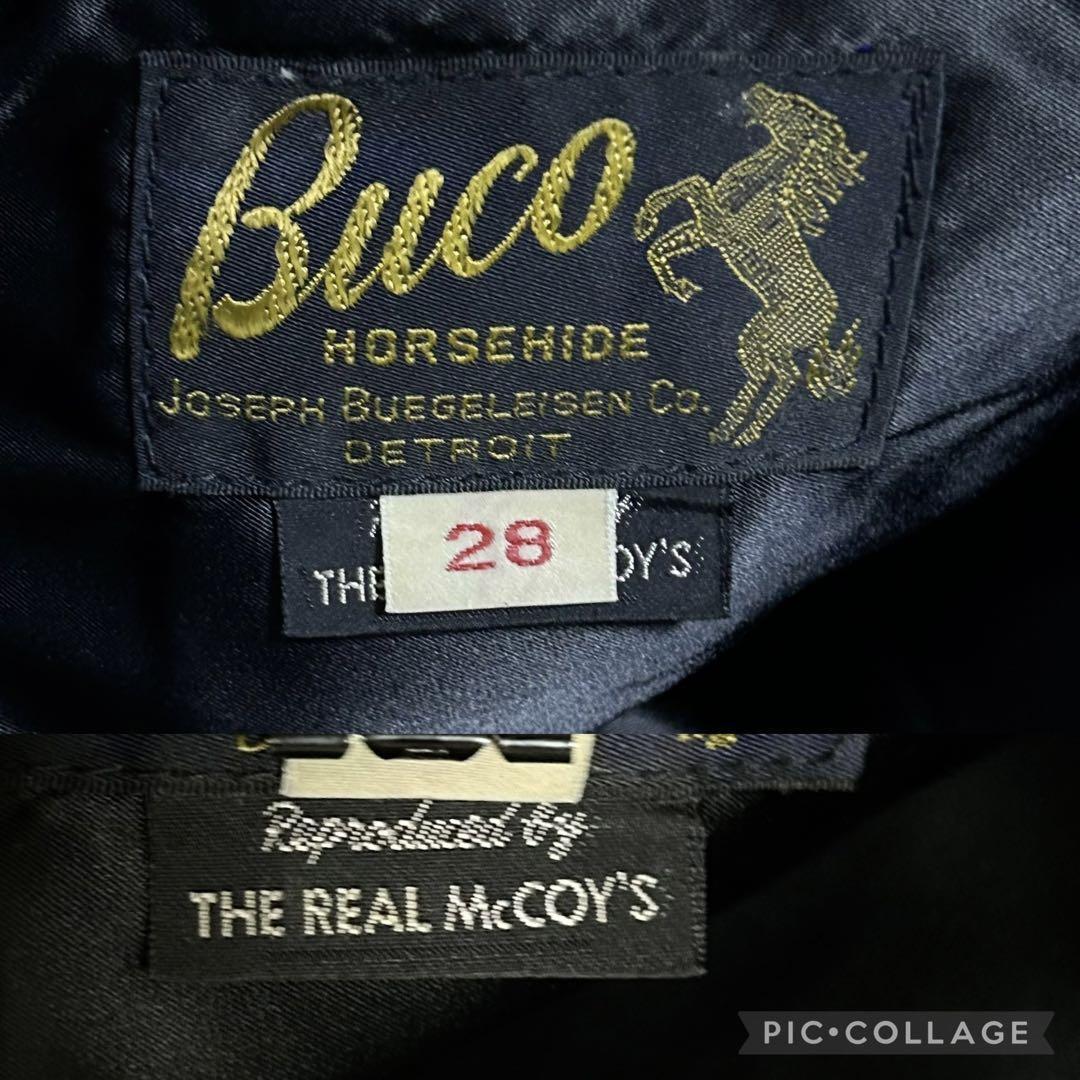 Buco
HORSEHIDE
JOSEPH BUEGELEISEN Co.
DETROIT
28
THE OY'S
Reproduced by
THE REAL McCOY'S
PIC•COLLAGE